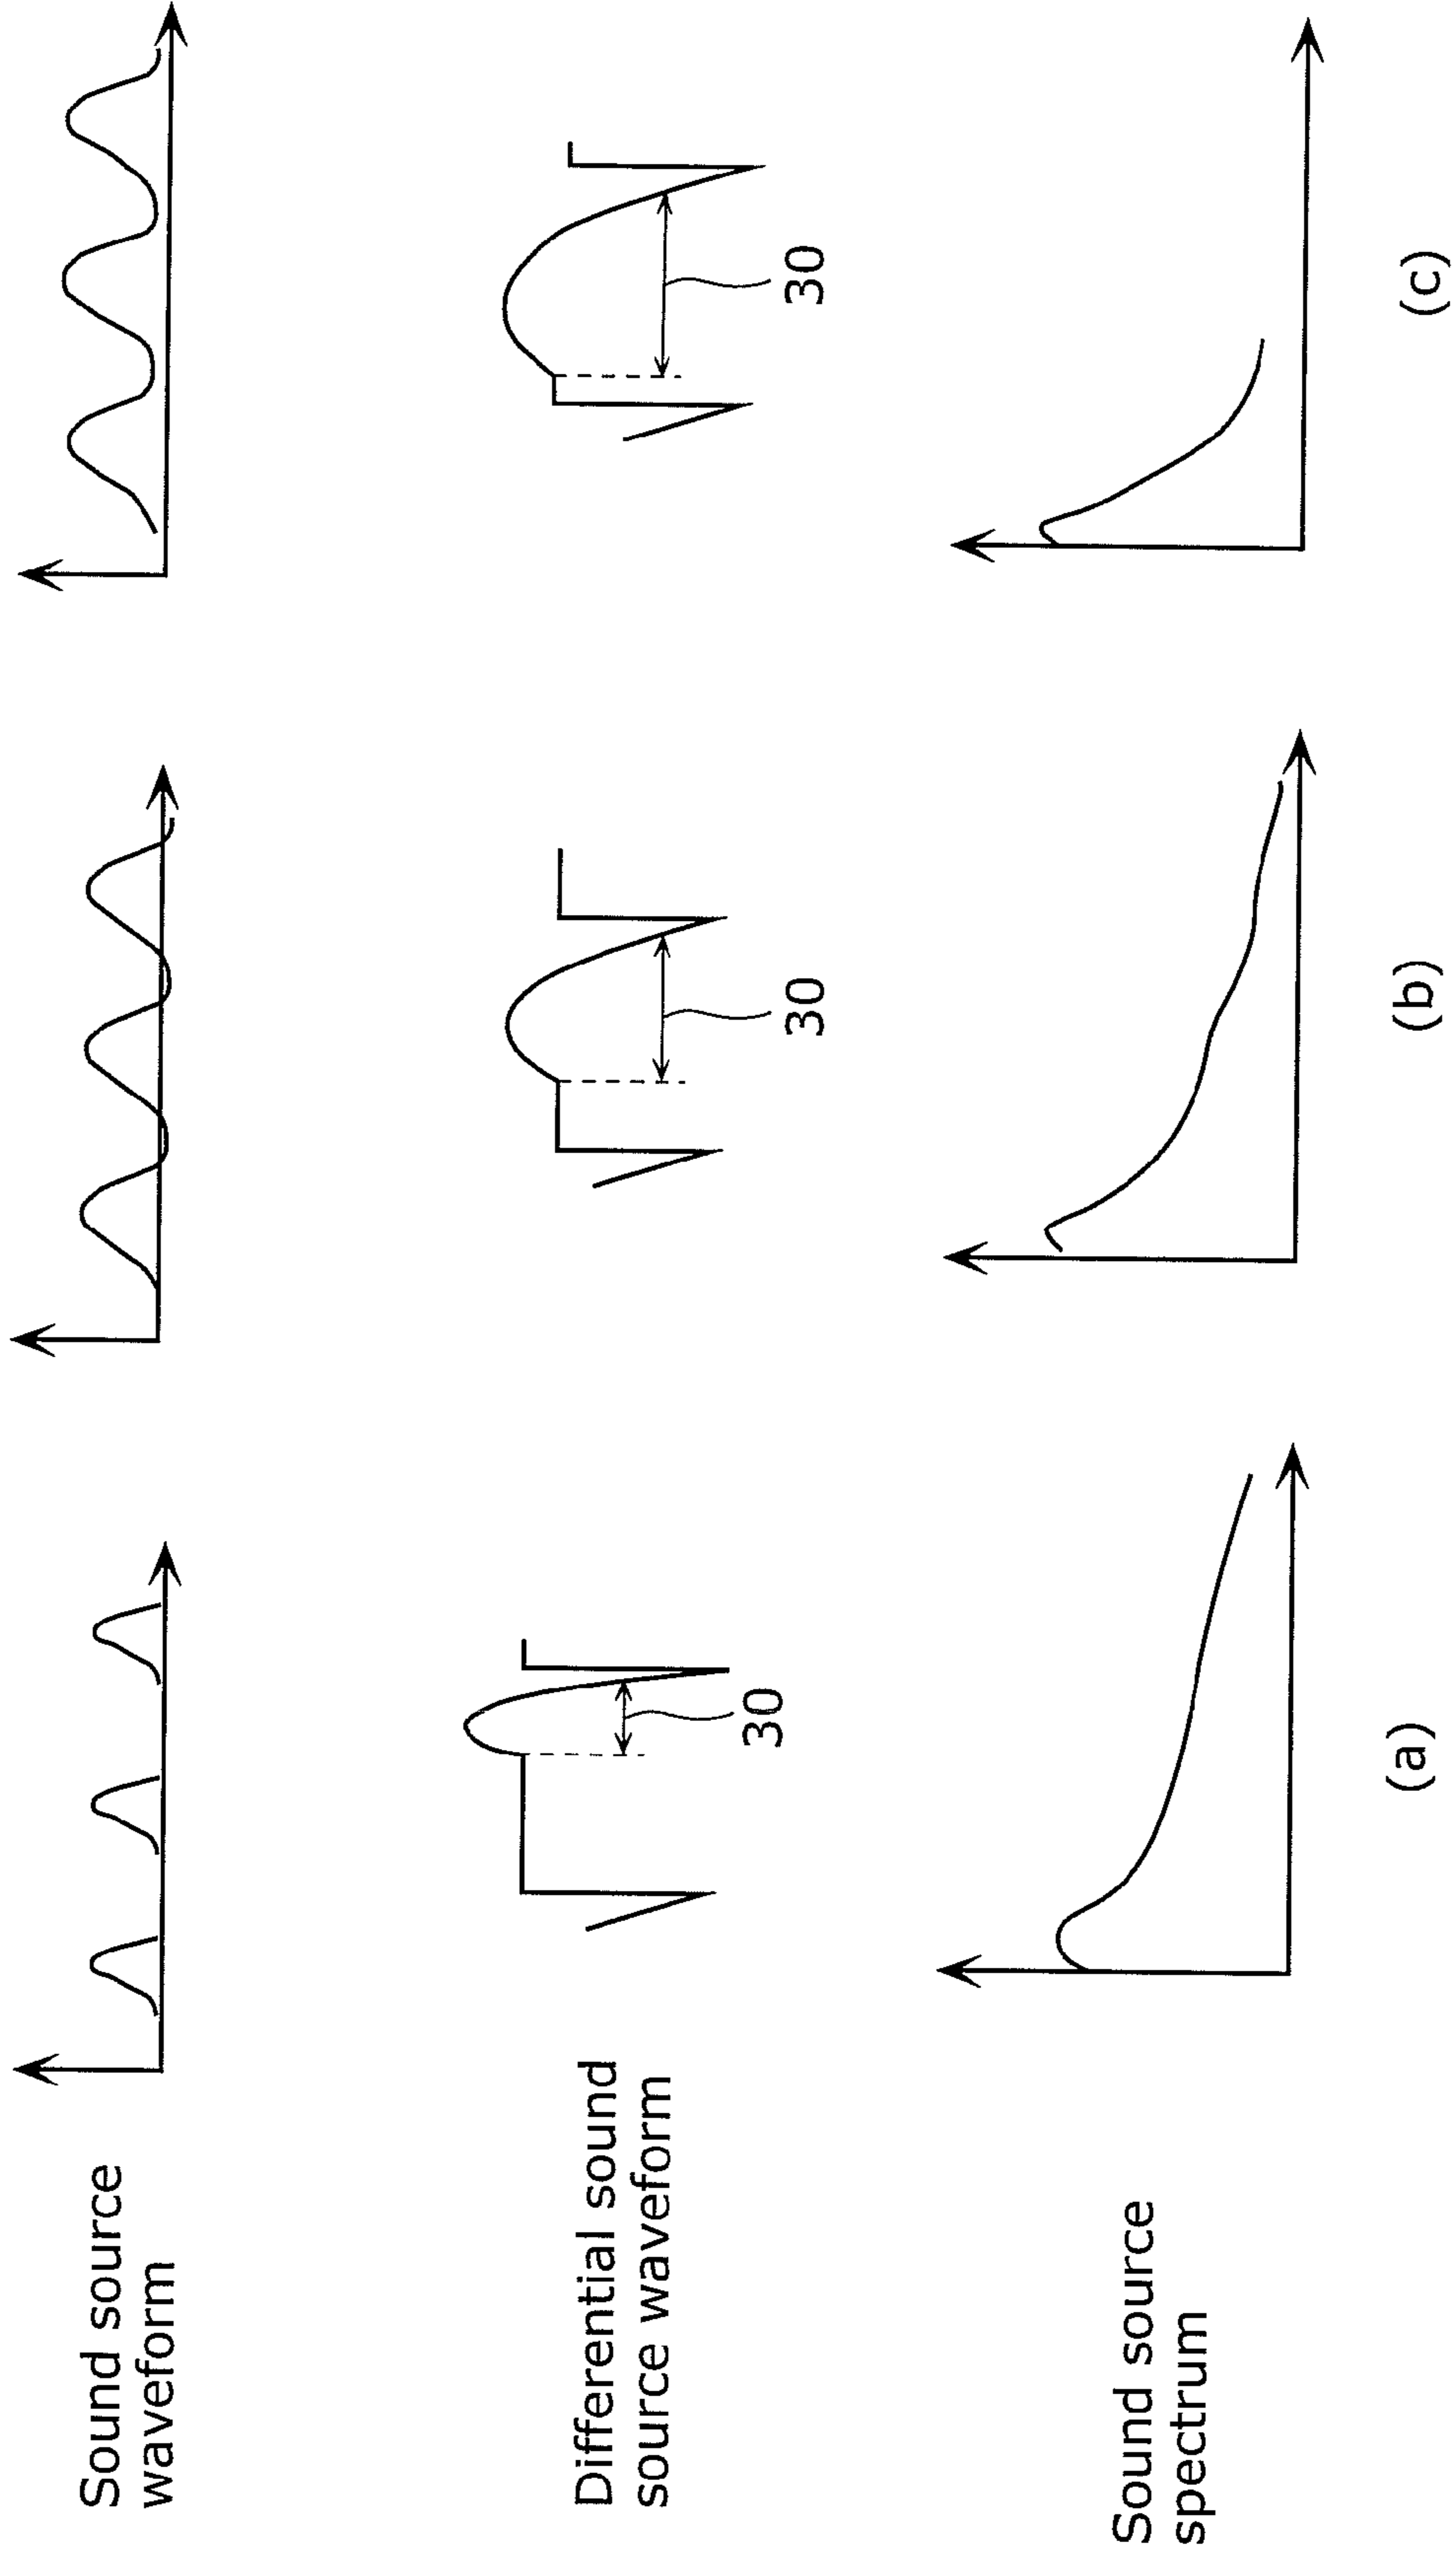 Sound source
waveform
Differential sound
source waveform
30
30
30
Sound source
spectrum
(a)
(b)
(c)